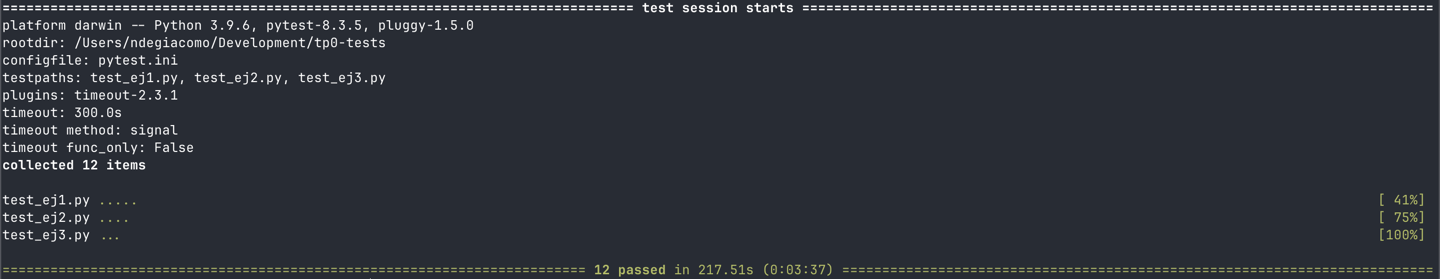 =============================================================================== test session starts ===============================================================================
platform darwin -- Python 3.9.6, pytest-8.3.5, pluggy-1.5.0
rootdir: /Users/ndegiacomo/Development/tp0-tests
configfile: pytest.ini
testpaths: test_ej1.py, test_ej2.py, test_ej3.py
plugins: timeout-2.3.1
timeout: 300.0s
timeout method: signal
timeout func_only: False
collected 12 items
test_ej1.py ..... [ 41%]
test_ej2.py .... [ 75%]
test_ej3.py ... [100%]
========================================================================= 12 passed in 217.51s (0:03:37) ==========================================================================